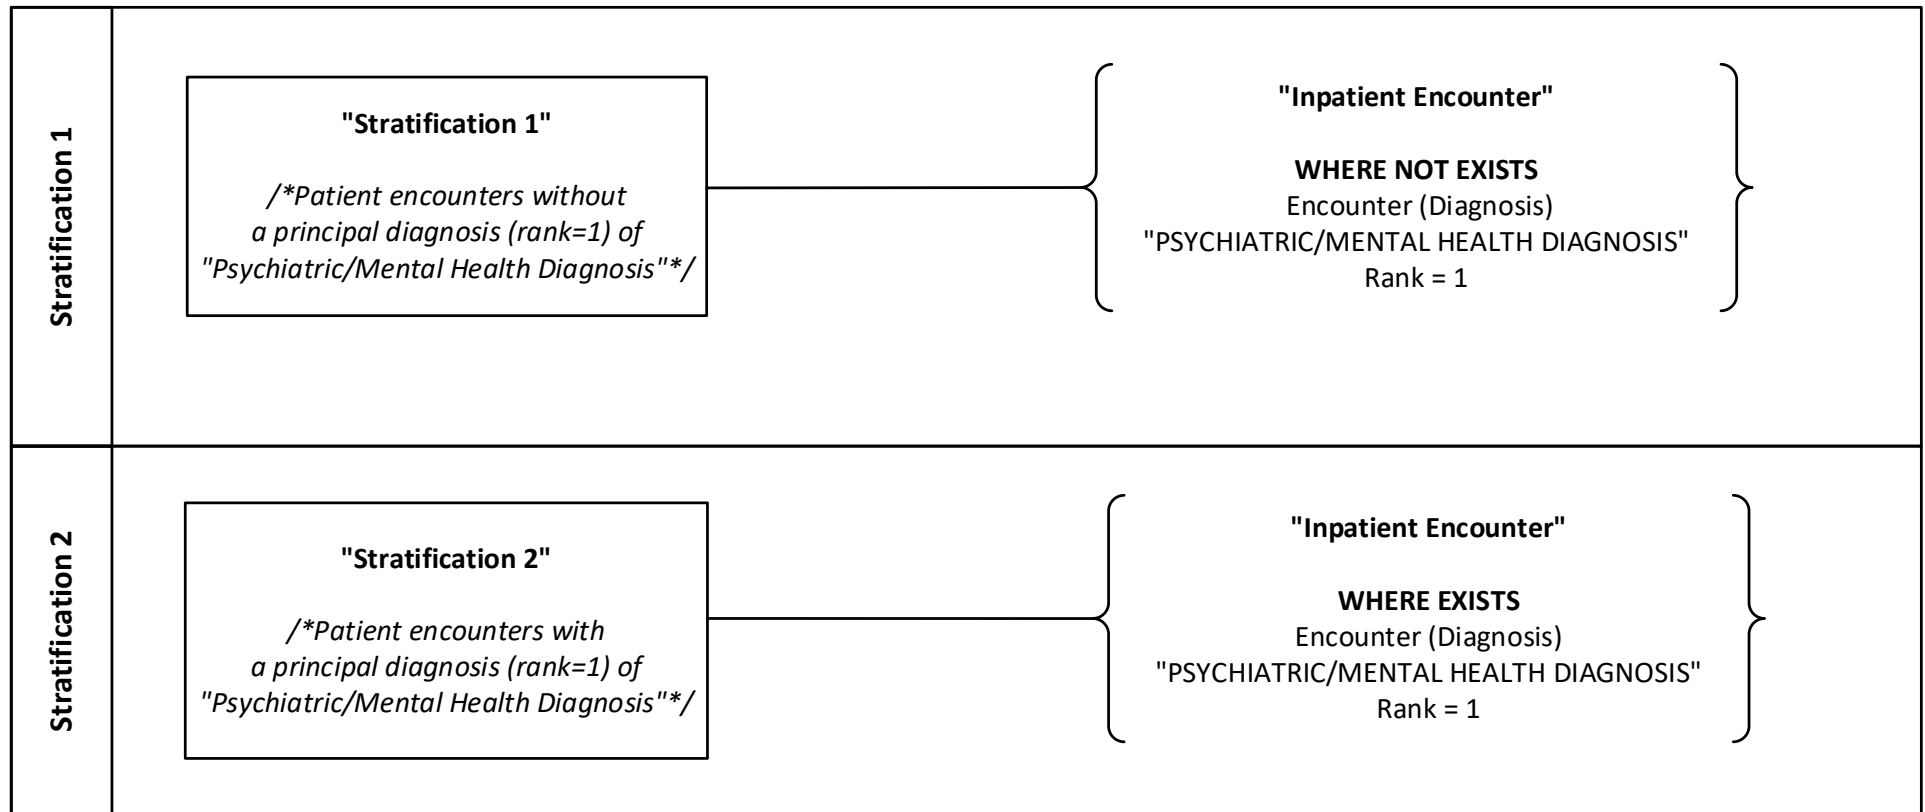 Stratification 1
"Stratification 1"
/*Patient encounters without
a principal diagnosis (rank=1) of
"Psychiatric/Mental Health Diagnosis"*/
"Inpatient Encounter"
WHERE NOT EXISTS
Encounter (Diagnosis)
"PSYCHIATRIC/MENTAL HEALTH DIAGNOSIS"
Rank = 1
Stratification 2
"Stratification 2"
/*Patient encounters with
a principal diagnosis (rank=1) of
"Psychiatric/Mental Health Diagnosis"*/
"Inpatient Encounter"
WHERE EXISTS
Encounter (Diagnosis)
"PSYCHIATRIC/MENTAL HEALTH DIAGNOSIS"
Rank = 1